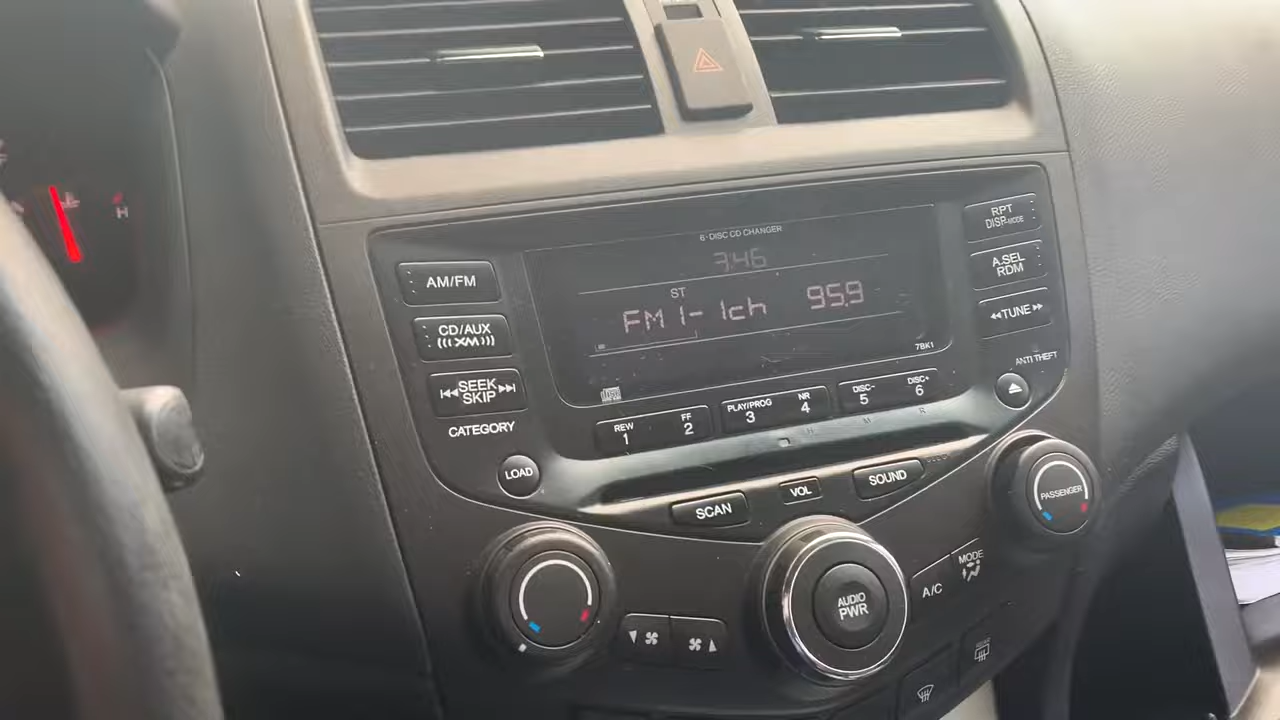 H
6-DISC CD CHANGER
3:46
ST
FM 1- 1ch 95.9
7BK1
AM/FM
CD/AUX
(((XM)))
SEEK
SKIP
CATEGORY
LOAD
RPT
DISP-MODE
A.SEL
RDM
TUNE
ANTI THEFT
REW
1
FF
2
PLAY/PROG
3
NR
4
DISC-
5
DISC+
6
SCAN
VOL
SOUND
PASSENGER
AUDIO
PWR
A/C
MODE